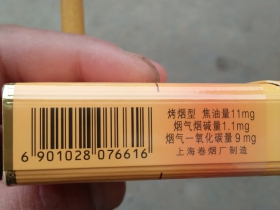 烤烟型 焦油量11mg
烟气烟碱量1.1mg
烟气一氧化碳量9mg
上海卷烟厂制造
6 901028 076616